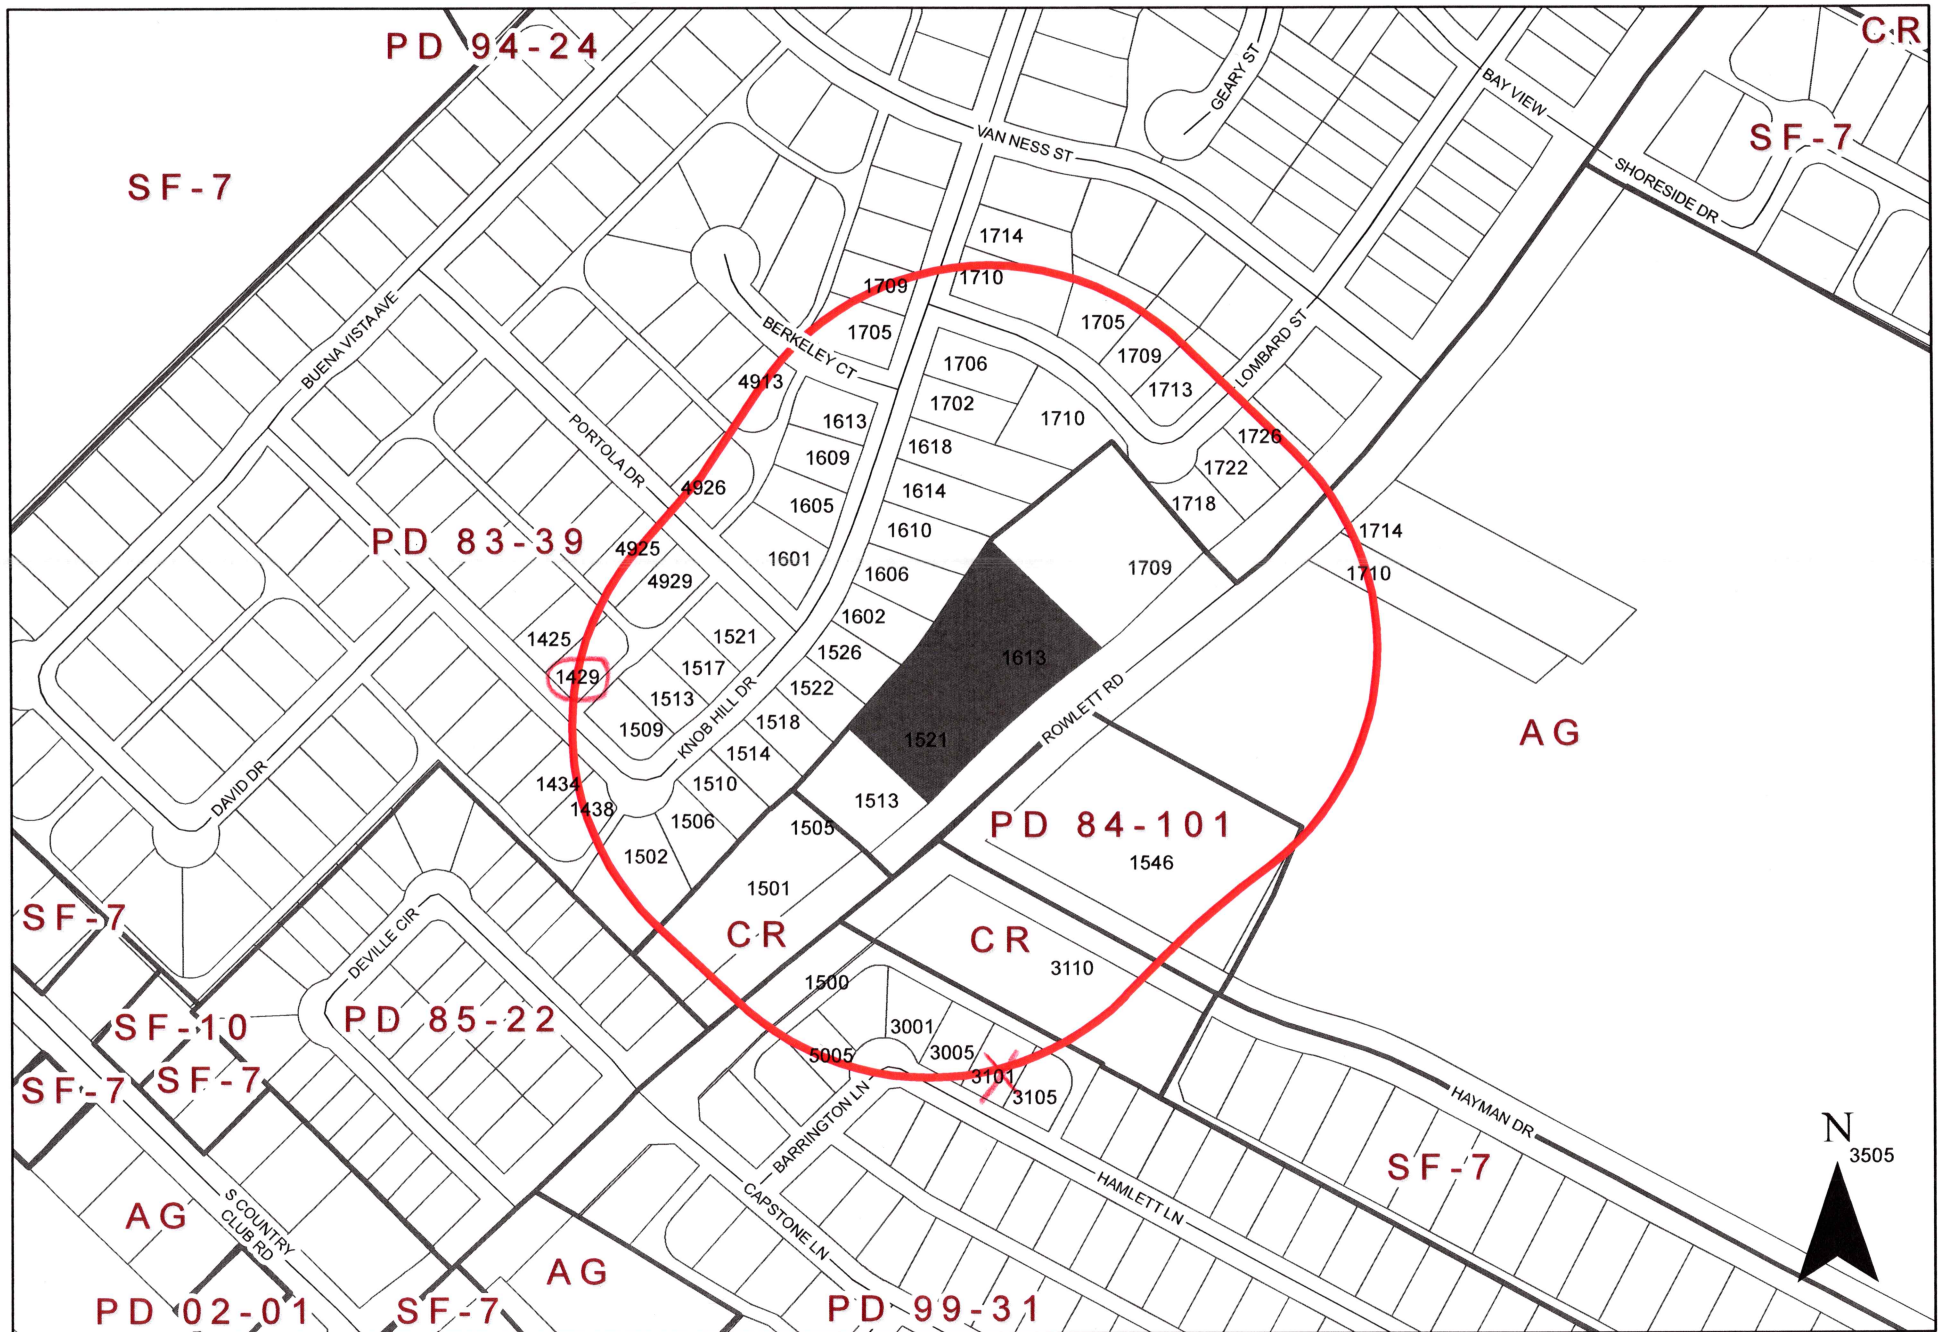 PD 94-24
CR
SF-7
SF-7
GEARY ST
BAY VIEW
VAN NESS ST
SHORESIDE DR
1714
1709
1710
1705
1705
1709
1713
LOMBARD ST
BUENA VISTA AVE
BERKELEY CT
4913
1706
1702
1710
1613
1618
1726
1609
1722
PORTOLA DR
4926
1614
1718
1605
1610
1714
PD 83-39
4925
1601
1709
1710
4929
1606
1602
1425
1521
1526
1613
1429
1517
1522
1513
1518
1509
KNOB HILL DR
ROWLETT RD
1521
AG
1514
1434
1510
DAVID DR
1438
1513
1506
1505
PD 84-101
1502
1546
1501
SF-7
CR
CR
DEVILLE CIR
3110
1500
SF-10
PD 85-22
3001
3005
5005
3101
3105
SF-7
SF-7
BARRINGTON LN
HAYMAN DR
N
3505
SF-7
HAMLETT LN
CAPSTONE LN
S COUNTRY
CLUB RD
AG
AG
PD 02-01
SF-7
PD 99-31